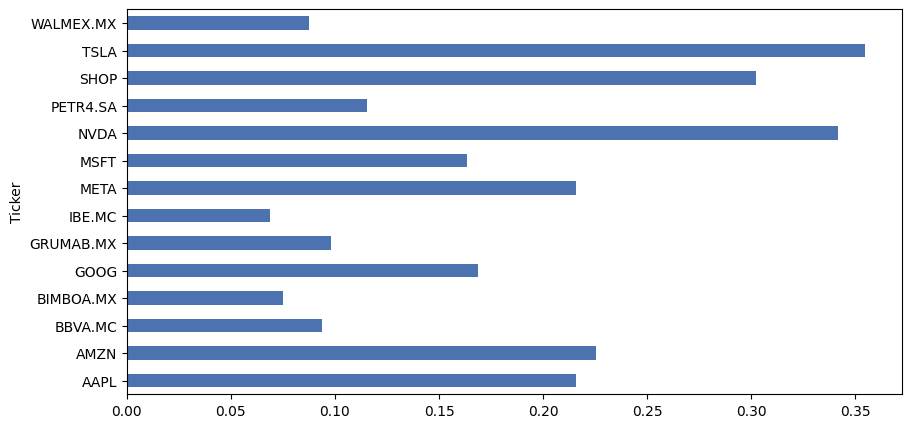 WALMEX.MX
TSLA
SHOP
PETR4.SA
NVDA
MSFT
META
IBE.MC
GRUMAB.MX
GOOG
BIMBOA.MX
BBVA.MC
AMZN
AAPL
Ticker
0.00 0.05 0.10 0.15 0.20 0.25 0.30 0.35